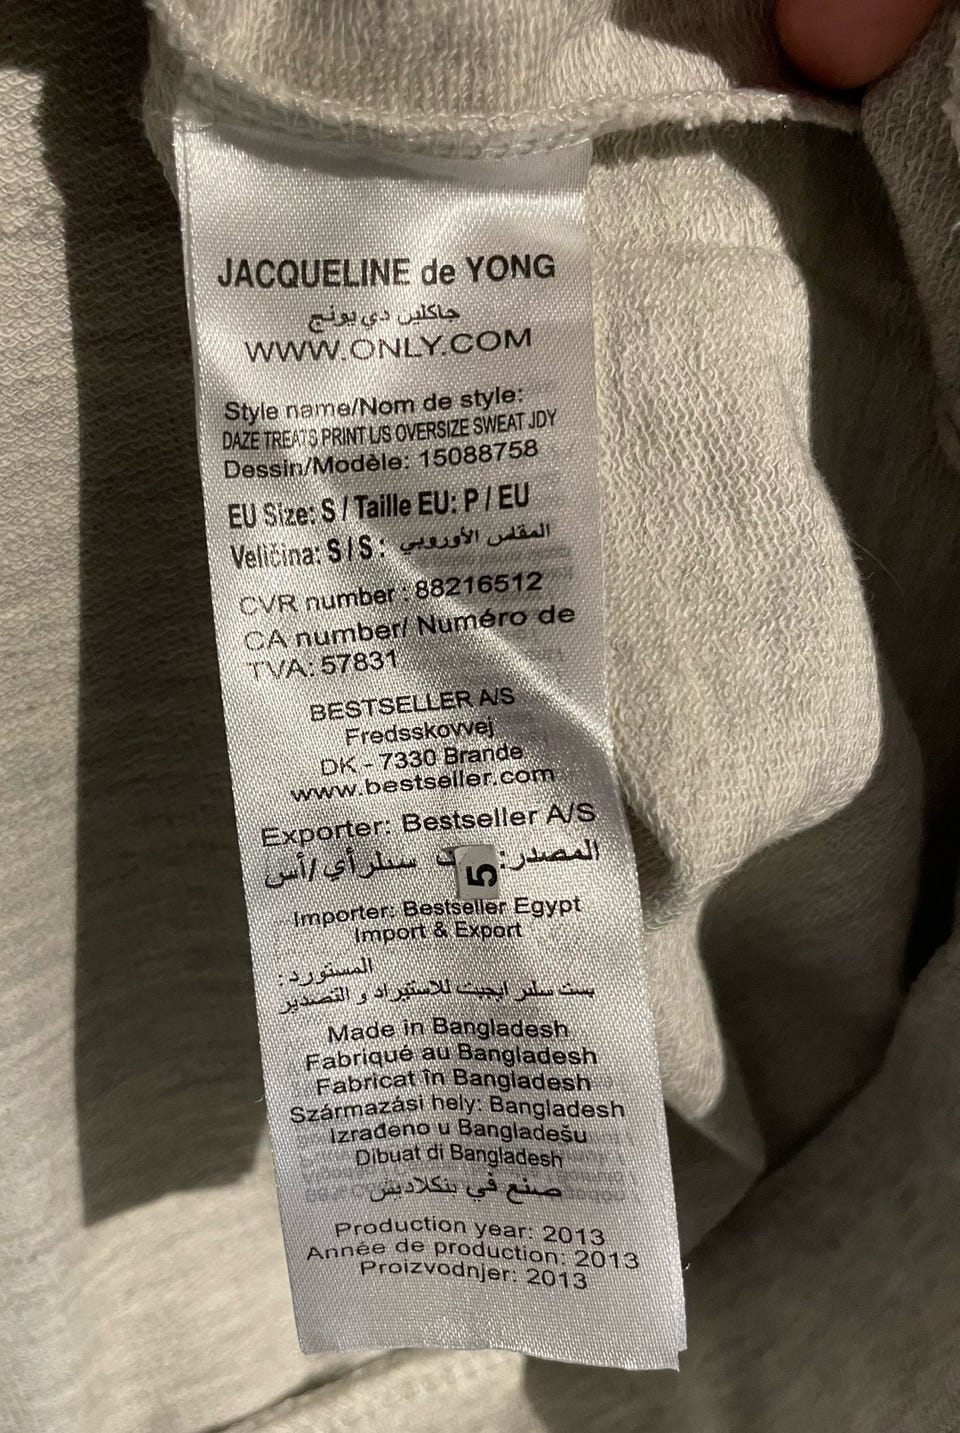 JACQUELINE de YONG
جاكلين دي يونج
WWW.ONLY.COM
Style name/Nom de style:
DAZE TREATS PRINT L/S OVERSIZE SWEAT JDY
Dessin/Modèle: 15088758
EU Size: S / Taille EU: P / EU
Veličina: S / S : المقاس الأوروبي
CVR number : 88216512
CA number/ Numéro de
TVA: 57831
BESTSELLER A/S
Fredsskovvej
DK - 7330 Brande
www.bestseller.com
Exporter: Bestseller A/S
المصدر: سيلر أي/أس
5
Importer: Bestseller Egypt
Import & Export
المستورد:
بست سلر ايجبت للاستيراد و التصدير
Made in Bangladesh
Fabriqué au Bangladesh
Fabricat în Bangladesh
Származási hely: Bangladesh
Izrađeno u Bangladešu
Dibuat di Bangladesh
صنع في بنكلاديش
Production year: 2013
Année de production: 2013
Proizvodnjer: 2013